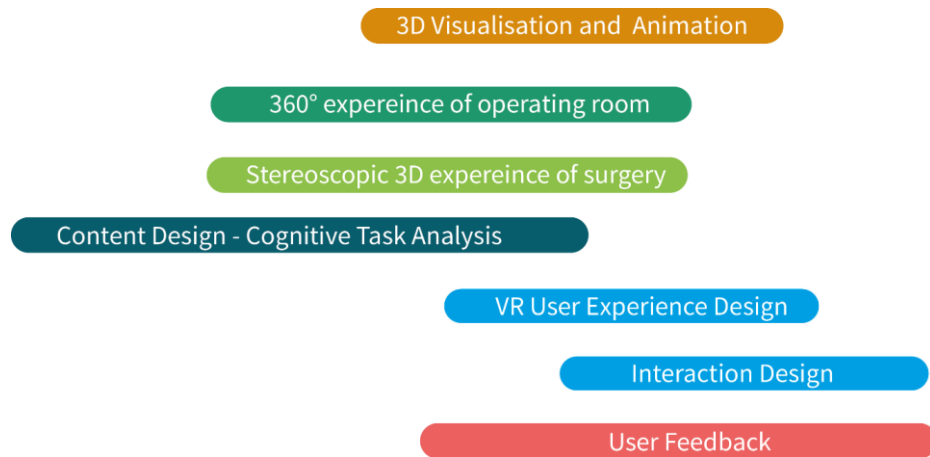 3D Visualisation and Animation
360° expereince of operating room
Stereoscopic 3D expereince of surgery
Content Design - Cognitive Task Analysis
VR User Experience Design
Interaction Design
User Feedback